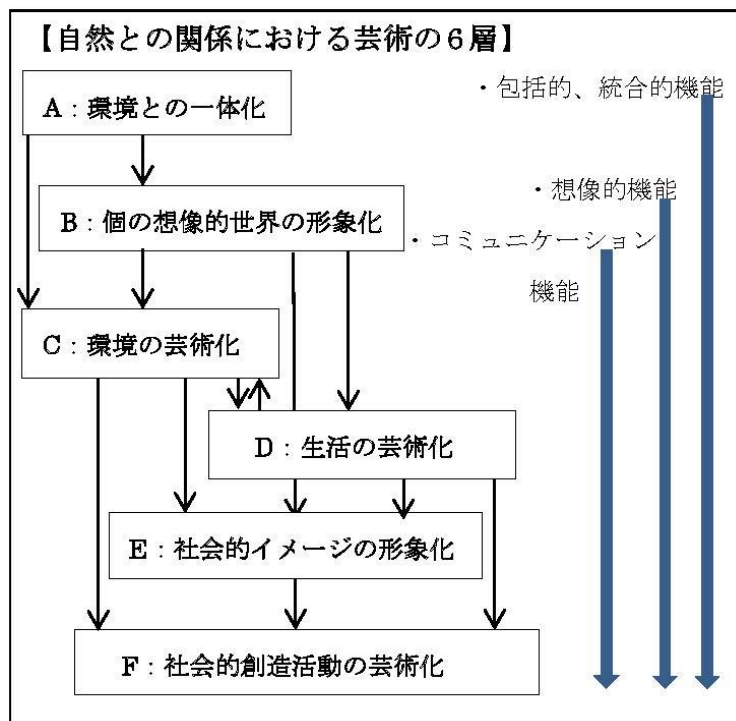 【自然との関係における芸術の6層】
A：環境との一体化
・包括的、統合的機能
・想像的機能
B：個の想像的世界の形象化
・コミュニケーション
機能
C：環境の芸術化
D：生活の芸術化
E：社会的イメージの形象化
F：社会的創造活動の芸術化